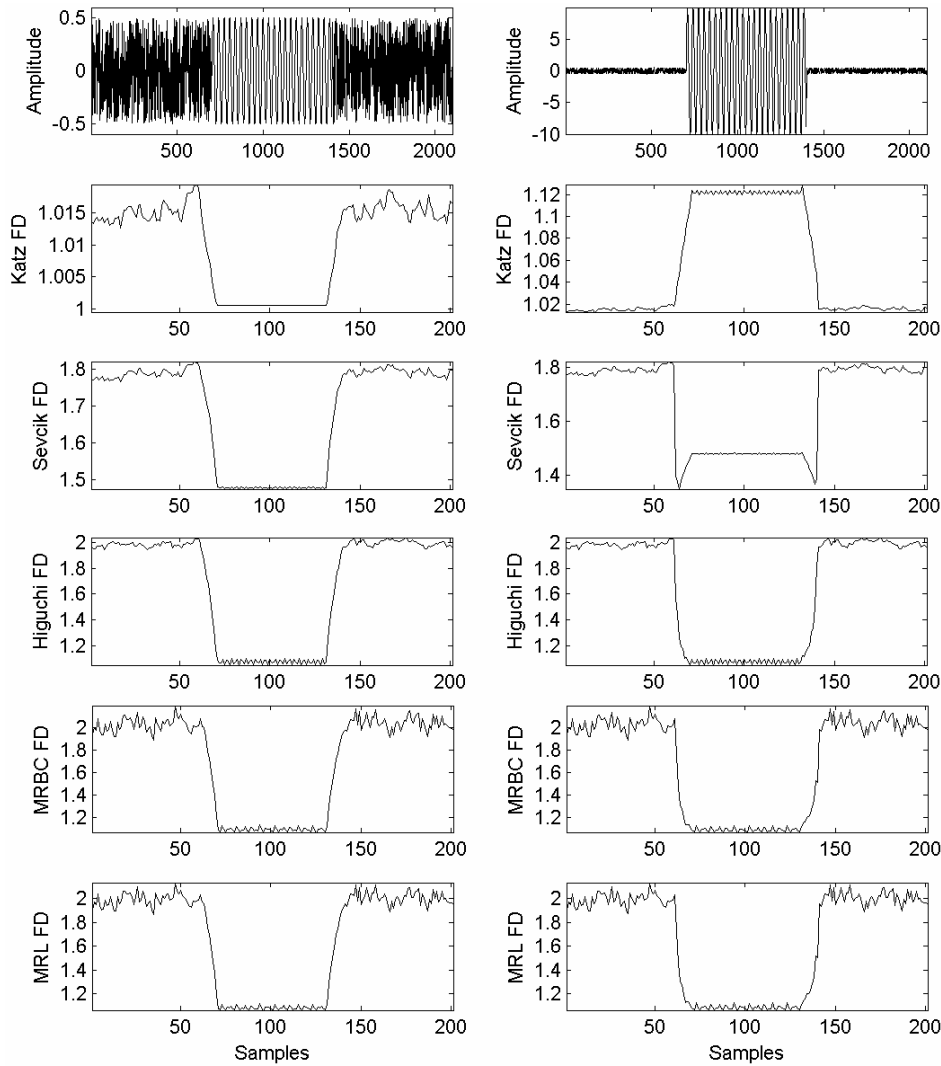 0.5
0
-0.5
Amplitude
500 1000 1500 2000
5
0
-5
-10
Amplitude
500 1000 1500 2000
1.015
1.01
1.005
1
Katz FD
50 100 150 200
1.12
1.1
1.08
1.06
1.04
1.02
Katz FD
50 100 150 200
1.8
1.7
1.6
1.5
Sevcik FD
50 100 150 200
1.8
1.6
1.4
Sevcik FD
50 100 150 200
2
1.8
1.6
1.4
1.2
Higuchi FD
50 100 150 200
2
1.8
1.6
1.4
1.2
Higuchi FD
50 100 150 200
2
1.8
1.6
1.4
1.2
MRBC FD
50 100 150 200
2
1.8
1.6
1.4
1.2
MRBC FD
50 100 150 200
2
1.8
1.6
1.4
1.2
MRL FD
50 100 150 200
Samples
2
1.8
1.6
1.4
1.2
MRL FD
50 100 150 200
Samples